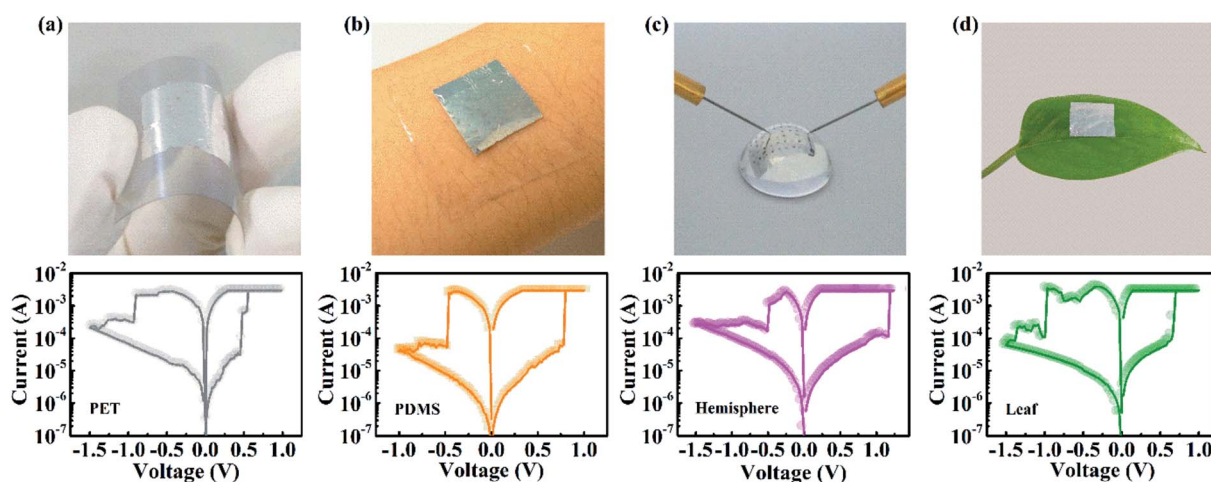 (a)
(b)
(c)
(d)
Current (A)
10⁻²
10⁻³
10⁻⁴
10⁻⁵
10⁻⁶
10⁻⁷
PET
-1.5 -1.0 -0.5 0.0 0.5 1.0
Voltage (V)
Current (A)
10⁻²
10⁻³
10⁻⁴
10⁻⁵
10⁻⁶
10⁻⁷
PDMS
-1.0 -0.5 0.0 0.5 1.0
Voltage (V)
Current (A)
10⁻²
10⁻³
10⁻⁴
10⁻⁵
10⁻⁶
10⁻⁷
Hemisphere
-1.5 -1.0 -0.5 0.0 0.5 1.0
Voltage (V)
Current (A)
10⁻²
10⁻³
10⁻⁴
10⁻⁵
10⁻⁶
10⁻⁷
Leaf
-1.5 -1.0 -0.5 0.0 0.5 1.0
Voltage (V)